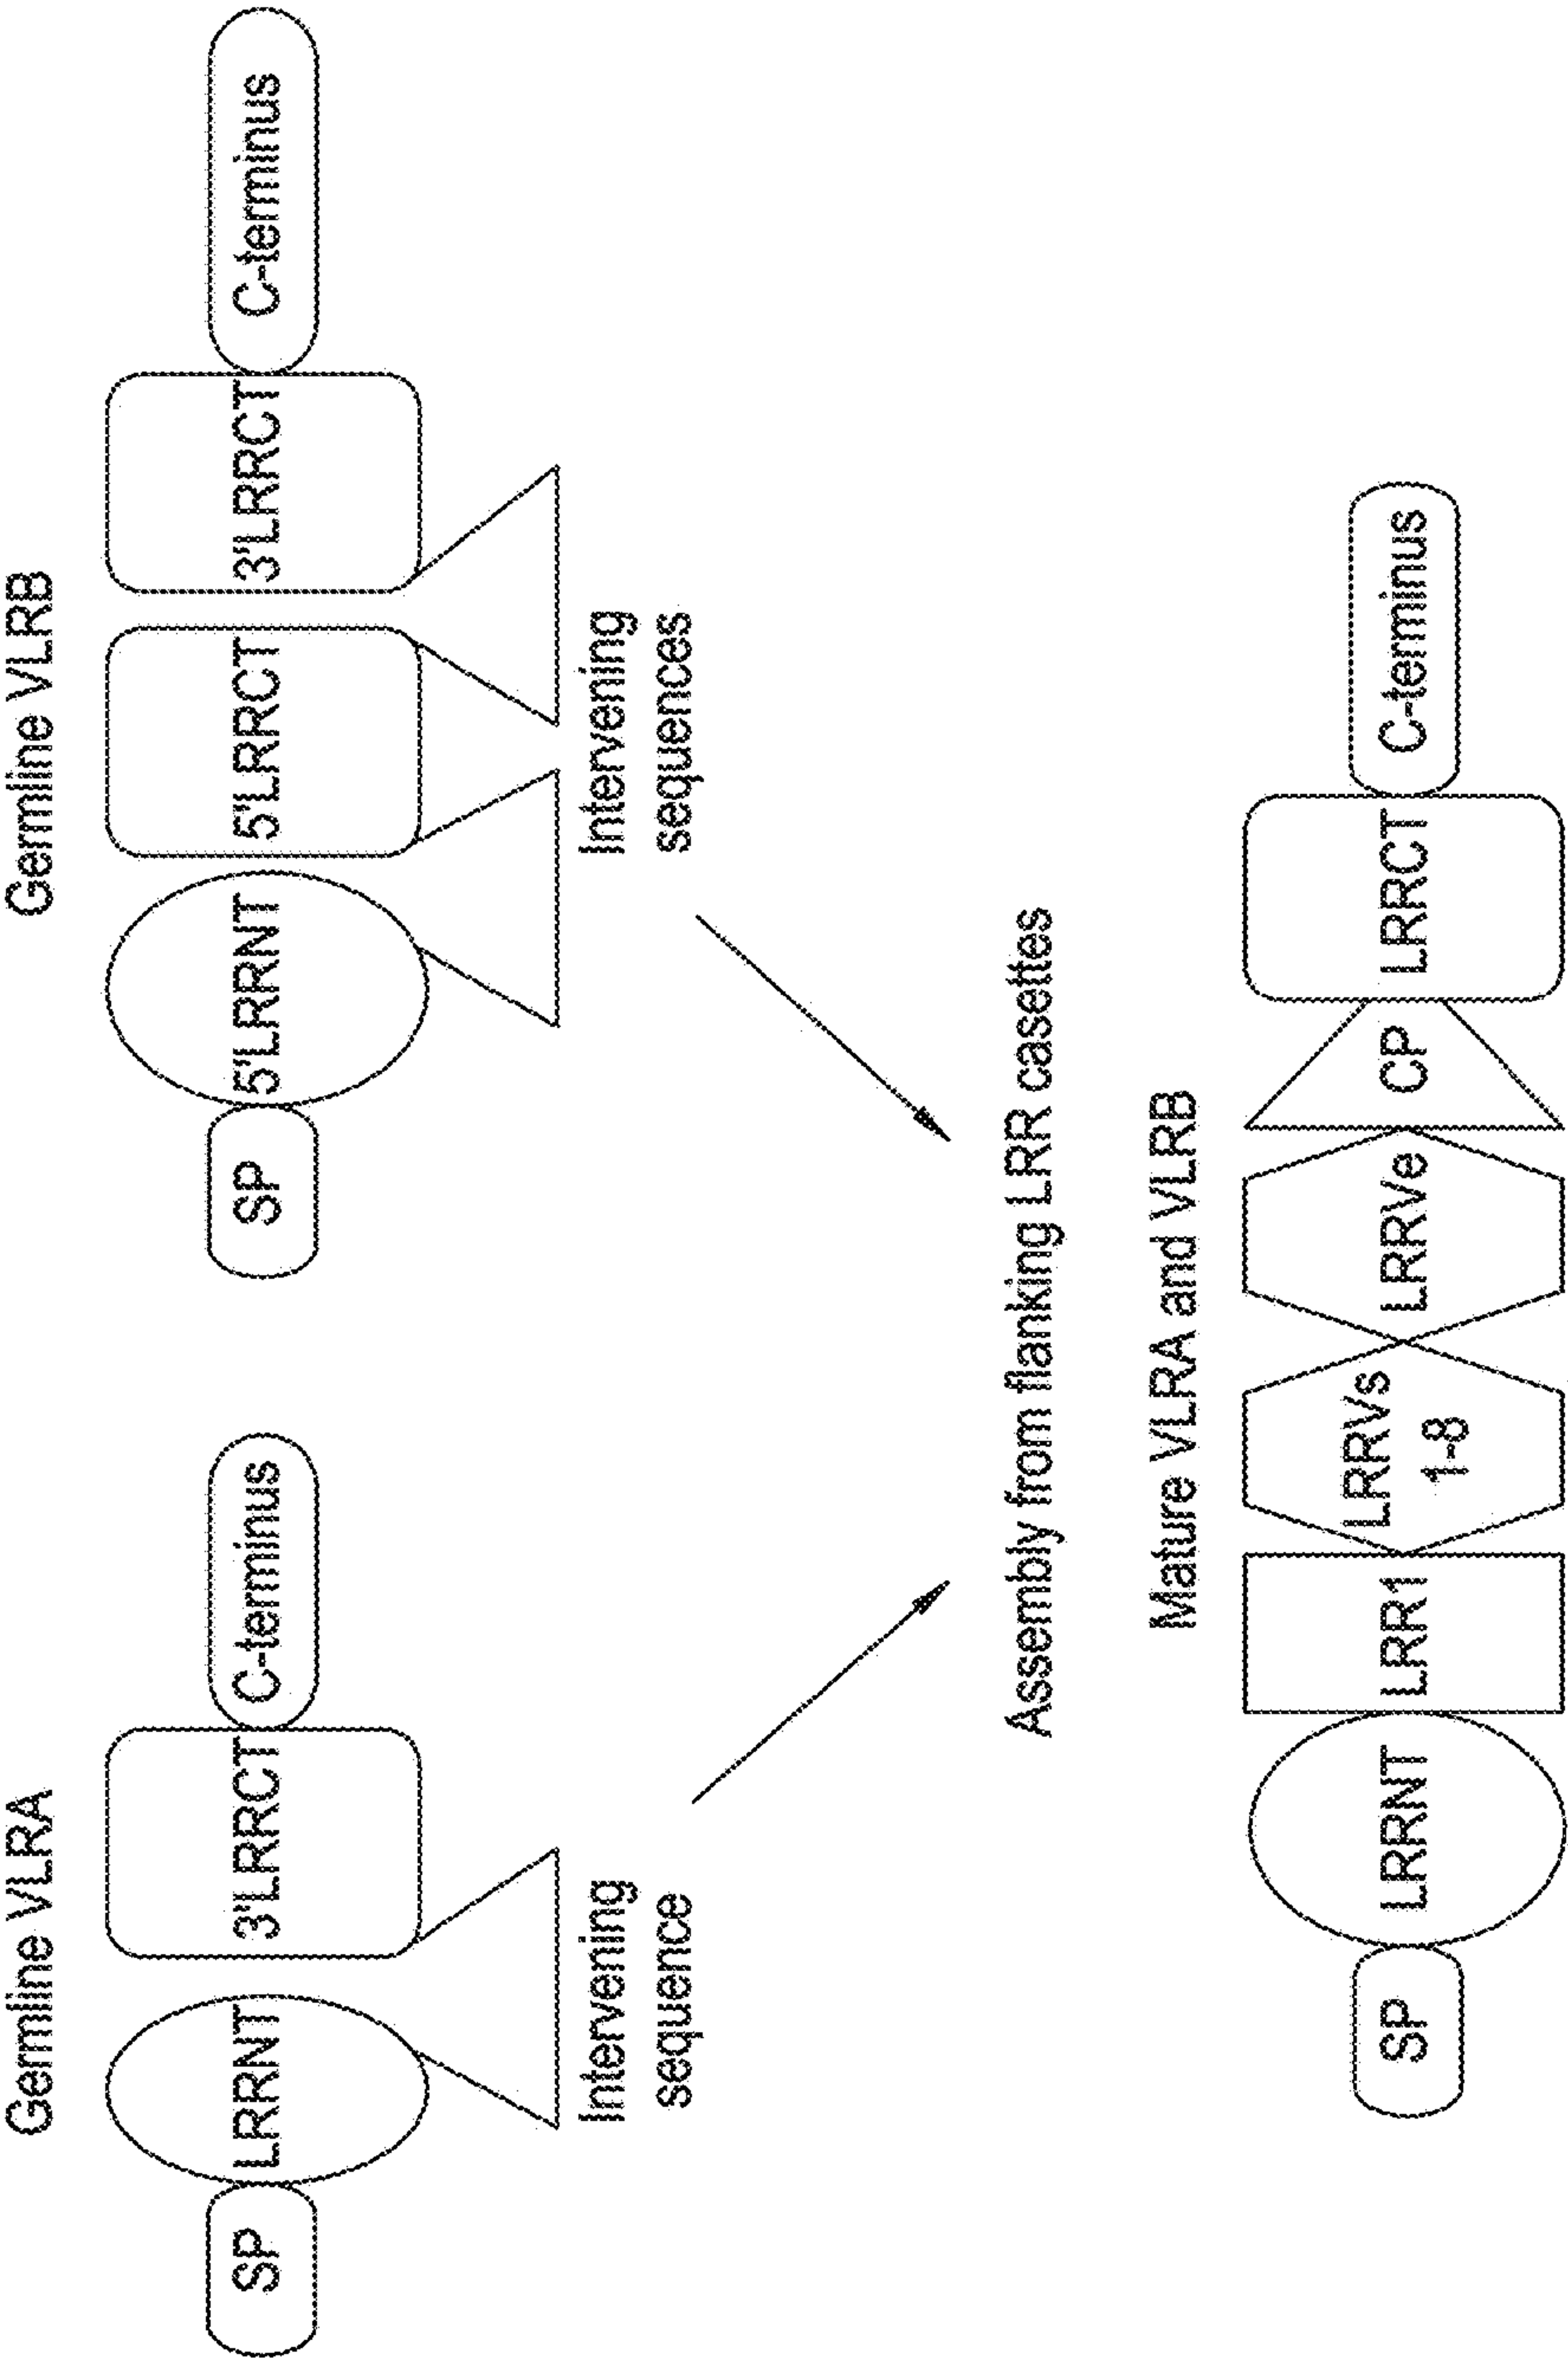 Germline VLRA
SP LRRNT 3'LRRCT C-terminus
Intervening
sequence
Germline VLRB
SP 5'LRRNT 5'LRRCT 3'LRRCT C-terminus
Intervening
sequences
Assembly from flanking LRR casettes
Mature VLRA and VLRB
SP LRRNT LRR1 LRRVs LRRVe CP LRRCT C-terminus
1-8